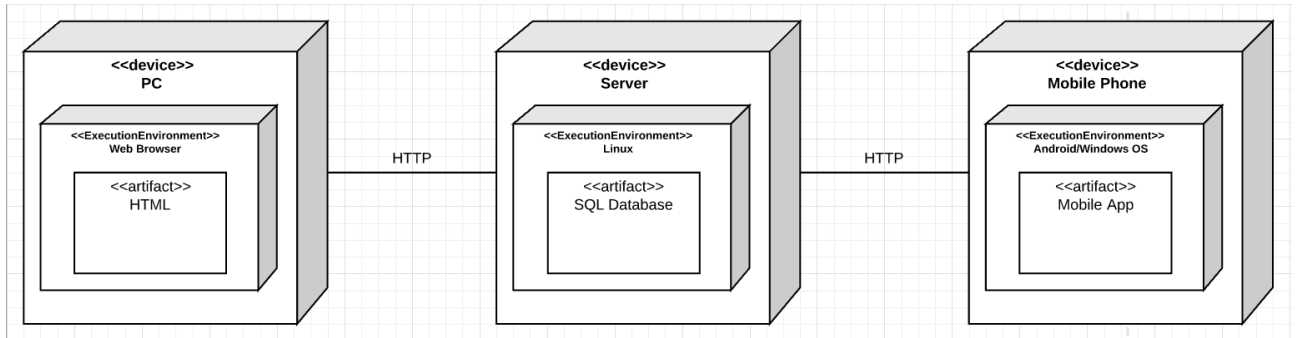 <<device>>
PC
<<ExecutionEnvironment>>
Web Browser
<<artifact>>
HTML
HTTP
<<device>>
Server
<<ExecutionEnvironment>>
Linux
<<artifact>>
SQL Database
HTTP
<<device>>
Mobile Phone
<<ExecutionEnvironment>>
Android/Windows OS
<<artifact>>
Mobile App